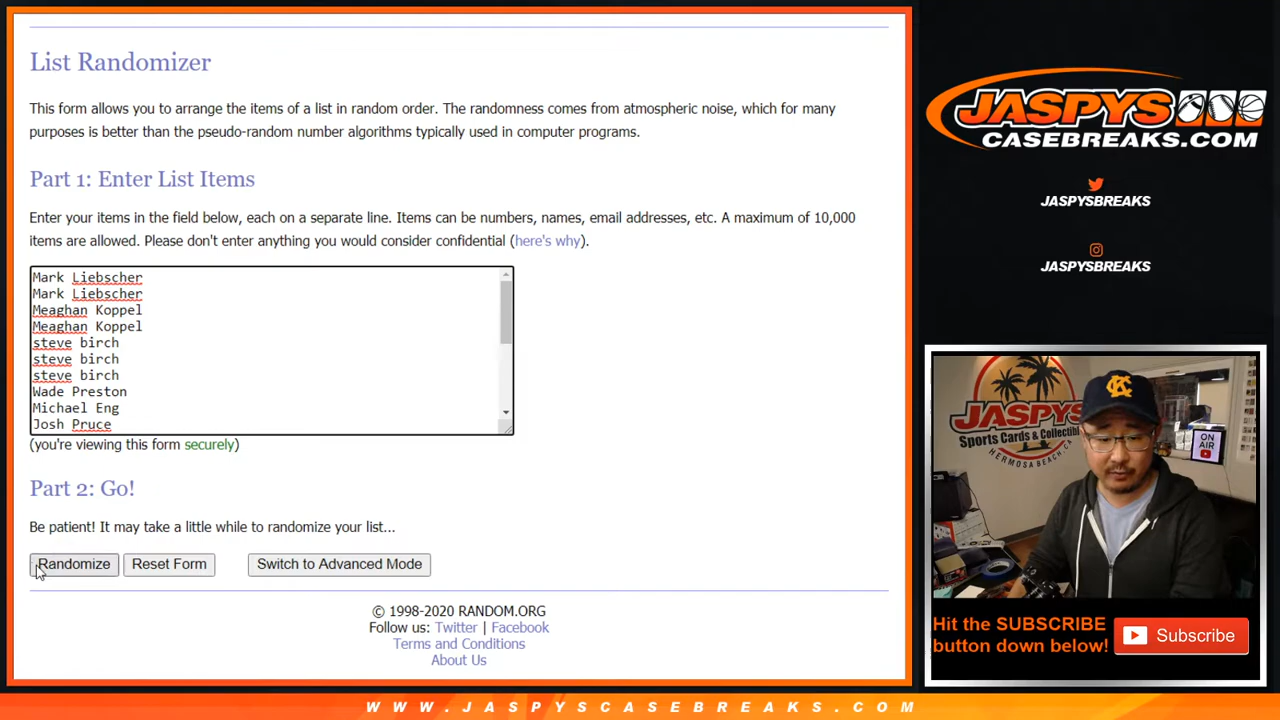 List Randomizer
This form allows you to arrange the items of a list in random order. The randomness comes from atmospheric noise, which for many
purposes is better than the pseudo-random number algorithms typically used in computer programs.
Part 1: Enter List Items
Enter your items in the field below, each on a separate line. Items can be numbers, names, email addresses, etc. A maximum of 10,000
items are allowed. Please don't enter anything you would consider confidential (here's why).
Mark Liebscher
Mark Liebscher
Meaghan Koppel
Meaghan Koppel
steve birch
steve birch
steve birch
Wade Preston
Michael Eng
Josh Pruce
(you're viewing this form securely)
Part 2: Go!
Be patient! It may take a little while to randomize your list...
Randomize Reset Form Switch to Advanced Mode
© 1998-2020 RANDOM.ORG
Follow us: Twitter | Facebook
Terms and Conditions
About Us
JASPYS
CASEBREAKS.COM
JASPYSBREAKS
JASPYSBREAKS
JASPYS
Sports Cards & Collectibl
HERMOSA BEACH, CA
KC
ON
AIR
Hit the SUBSCRIBE
button down below!
Subscribe
WWW.JASPYSCASEBREAKS.COM